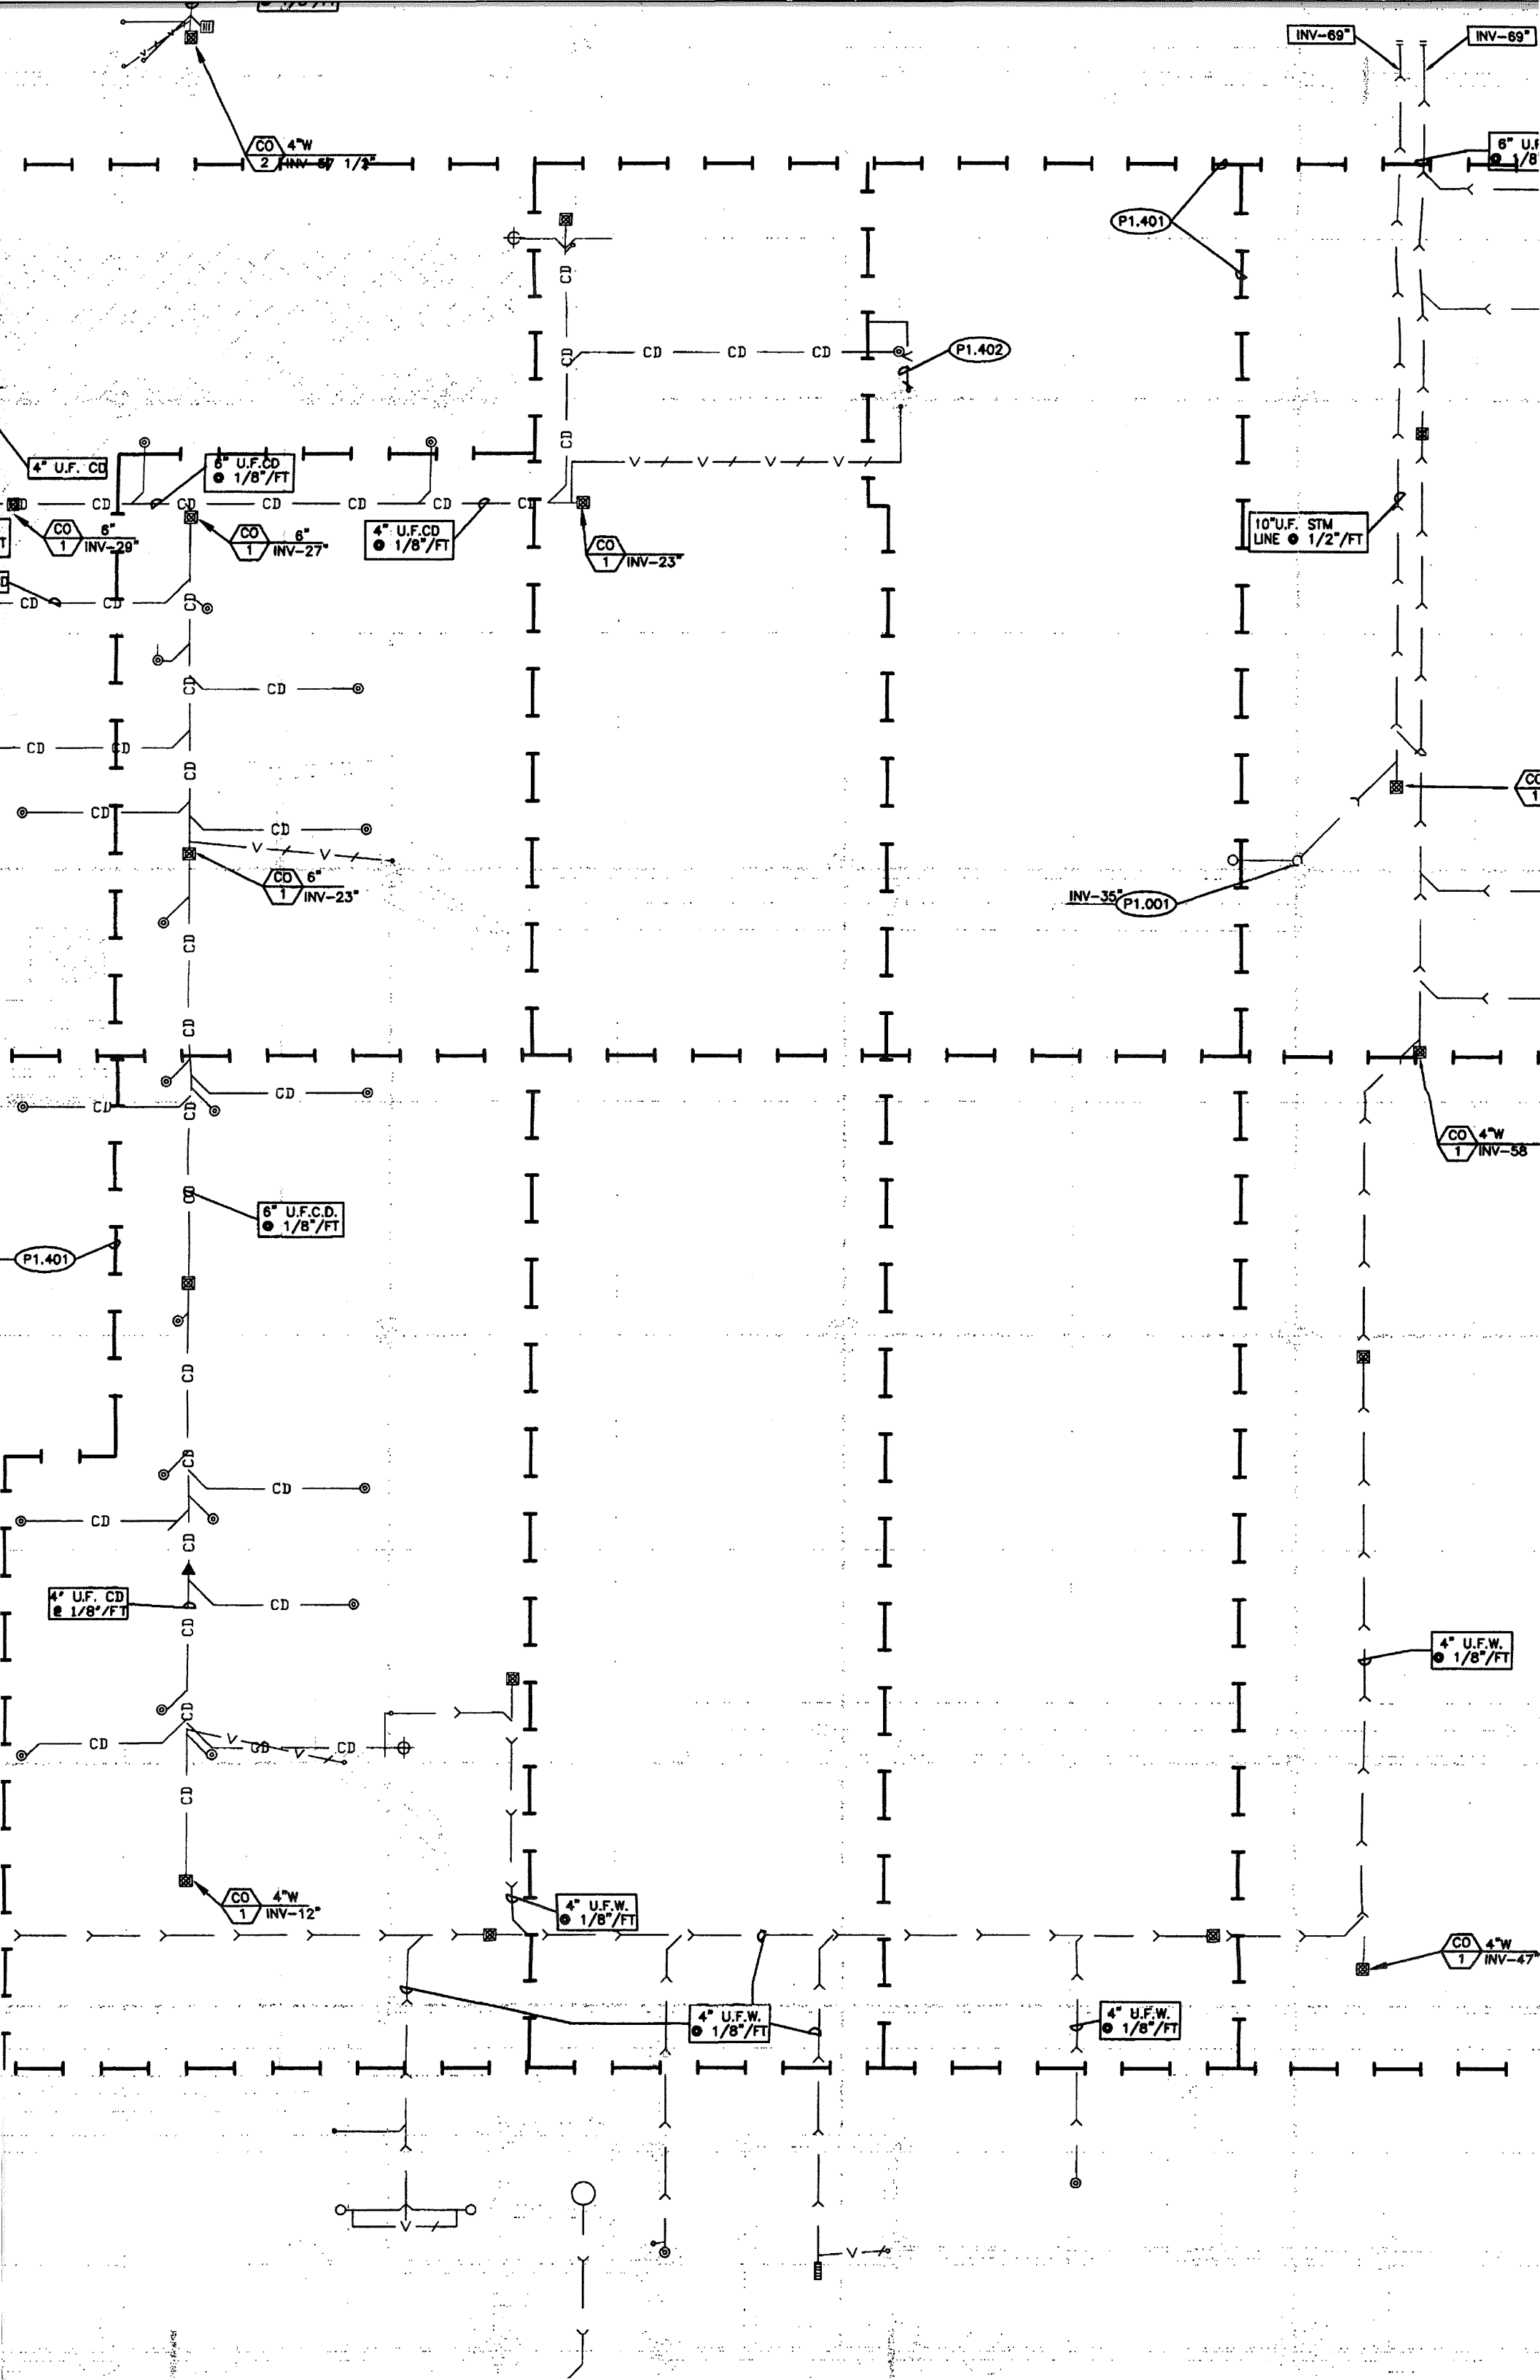 INV-69"
INV-69"
CO 4"W
2
6"
1/8
P1.401
P1.402
4" U.F. CD
6" U.F.CD
@ 1/8"/FT
CO 6"
1 INV-29"
CO 6"
1 INV-27"
4" U.F.CD
@ 1/8"/FT
CO
1 INV-23"
10"U.F. STM
LINE @ 1/2"/FT
CD CD CD
CD CD CD CD CD CD
CD
CD
CD
V V V V
CD CD
CD
CD
CD
CD CD
CD
CD CD
V V
CO 6"
1 INV-23"
INV-35" P1.001
1
CD
CD
CD
CD
CD
CO 4"W
1 INV-58
CD
6" U.F.C.D.
@ 1/8"/FT
P1.401
CD
CD
CD
CD
CD
4" U.F. CD
@ 1/8"/FT
CD
CD
4" U.F.W.
@ 1/8"/FT
CD
CD V CD V CD
CD
CO 4"W
1 INV-12"
4" U.F.W.
@ 1/8"/FT
CO 4"W
1 INV-47"
4" U.F.W.
@ 1/8"/FT
4" U.F.W.
@ 1/8"/FT
V
V